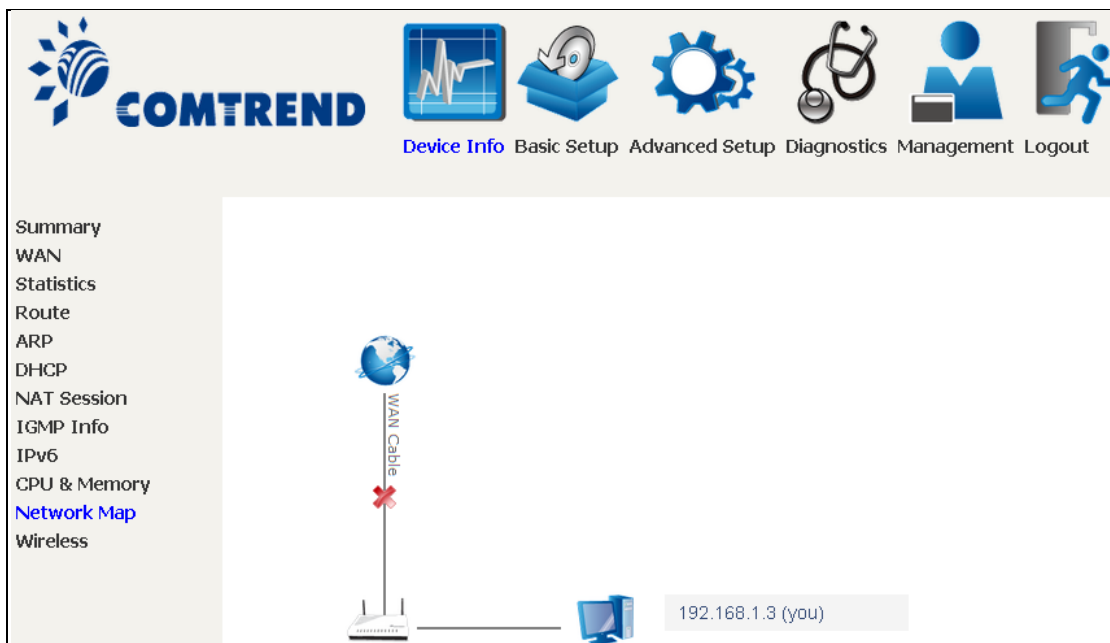 COMTREND
Device Info Basic Setup Advanced Setup Diagnostics Management Logout
Summary
WAN
Statistics
Route
ARP
DHCP
NAT Session
IGMP Info
IPv6
CPU & Memory
Network Map
Wireless
WAN Cable
192.168.1.3 (you)